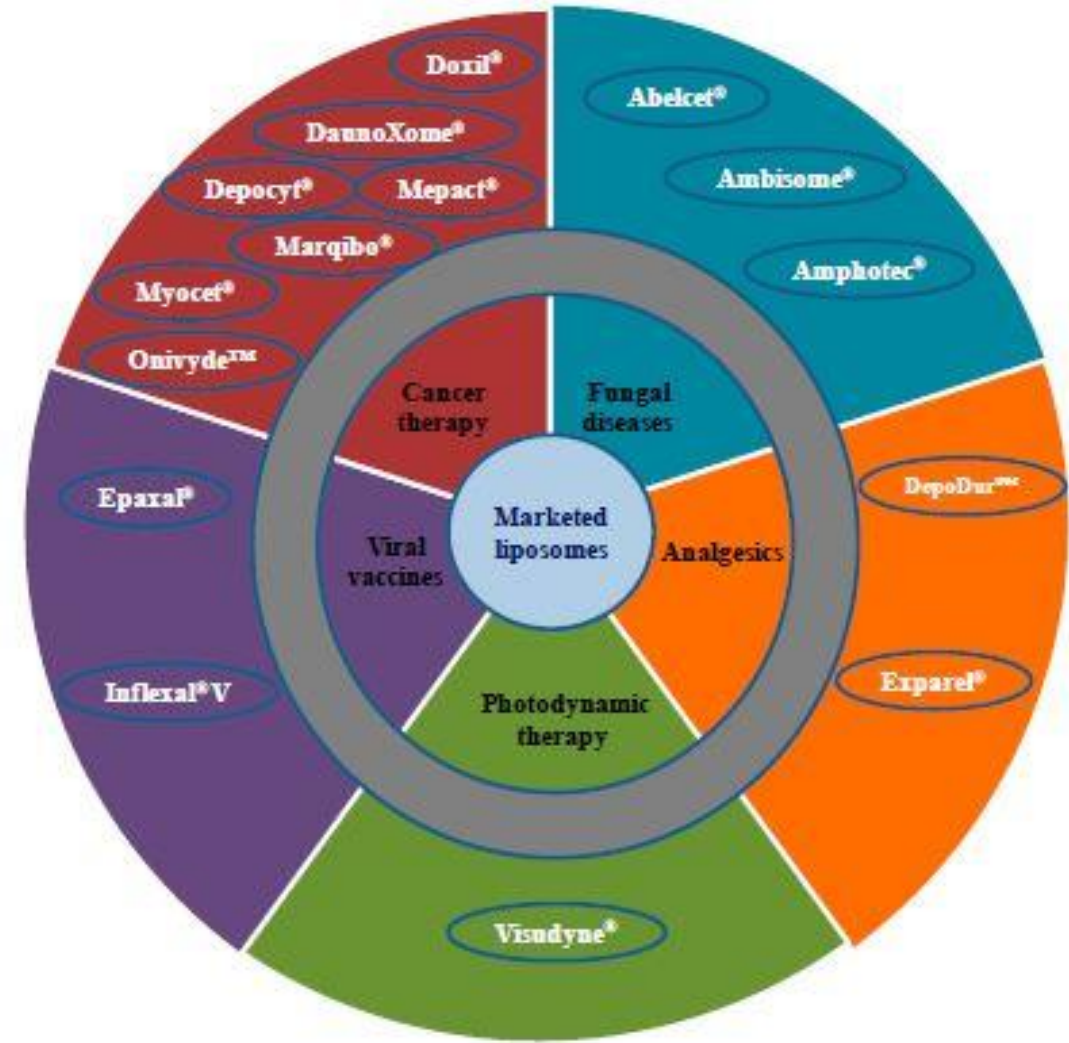 Doxil®
DaunoXome®
Depocyt®
Mepact®
Marqibo®
Myocet®
Onivyde™
Abelcet®
Ambisome®
Amphotec®
Cancer
therapy
Fungal
diseases
Marketed
liposomes
Viral
vaccines
Analgesics
Photodynamic
therapy
Epaxal®
Inflexal® V
DepoDur™
Exparel®
Visudyne®